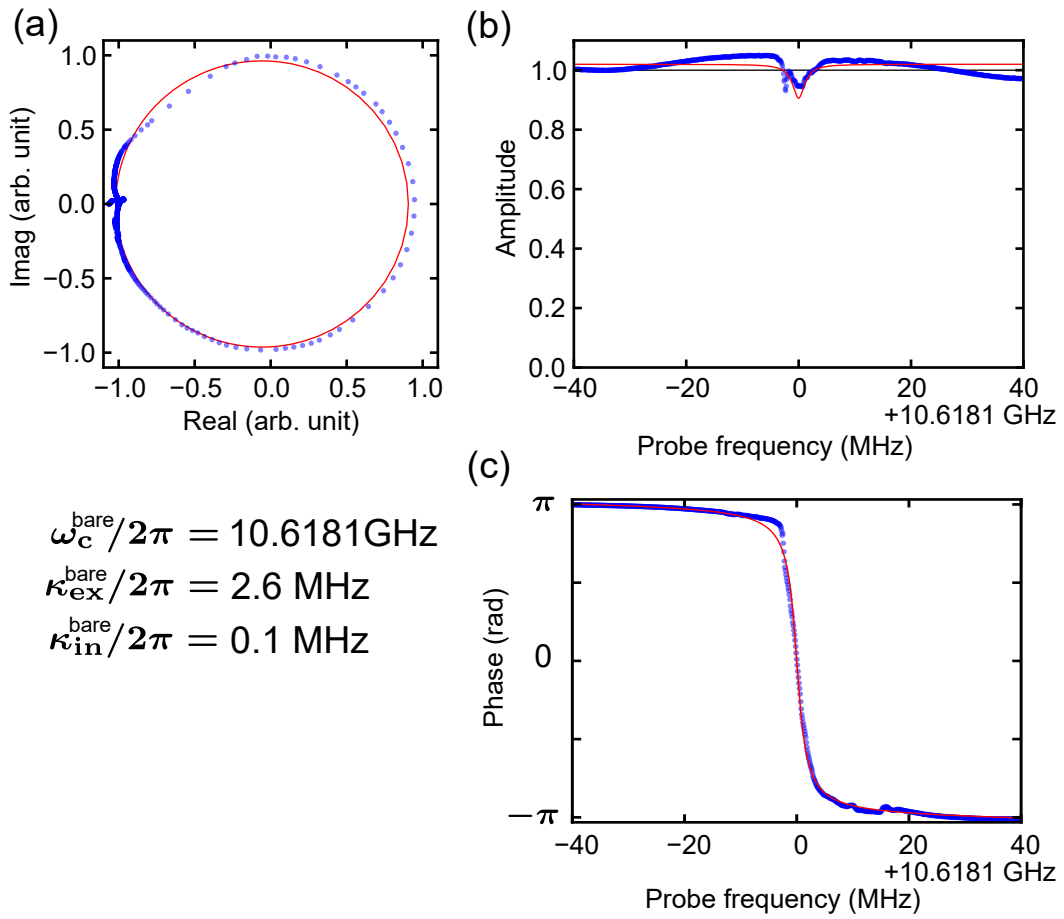 (a)
1.0
0.5
0.0
−0.5
−1.0
Imag (arb. unit)
−1.0 −0.5 0.0 0.5 1.0
Real (arb. unit)
(b)
1.0
0.8
0.6
0.4
0.2
0.0
Amplitude
−40 −20 0 20 40
+10.6181 GHz
Probe frequency (MHz)
ω_c^bare/2π = 10.6181GHz
κ_ex^bare/2π = 2.6 MHz
κ_in^bare/2π = 0.1 MHz
(c)
π
0
−π
Phase (rad)
−40 −20 0 20 40
+10.6181 GHz
Probe frequency (MHz)